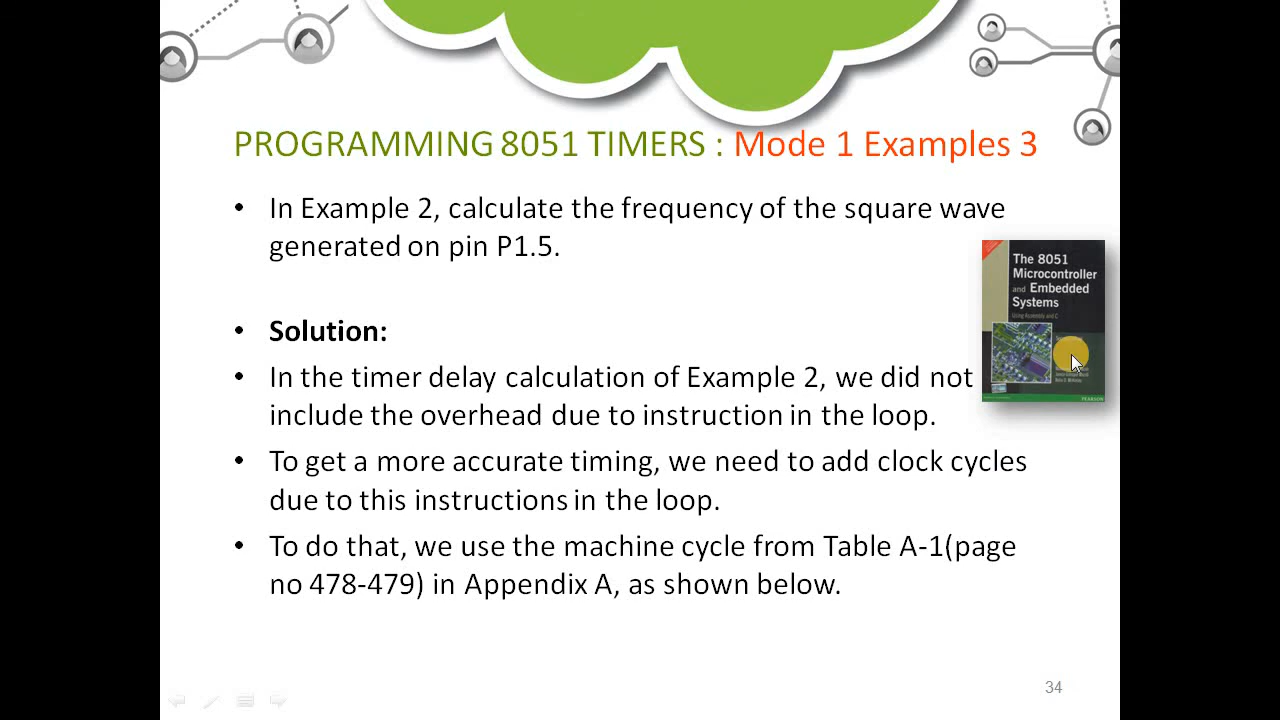 PROGRAMMING 8051 TIMERS : Mode 1 Examples 3
• In Example 2, calculate the frequency of the square wave
generated on pin P1.5.
• Solution:
• In the timer delay calculation of Example 2, we did not
include the overhead due to instruction in the loop.
• To get a more accurate timing, we need to add clock cycles
due to this instructions in the loop.
• To do that, we use the machine cycle from Table A-1(page
no 478-479) in Appendix A, as shown below.
The 8051
Microcontroller
and Embedded
Systems
Using Assembly and C
PEARSON
34